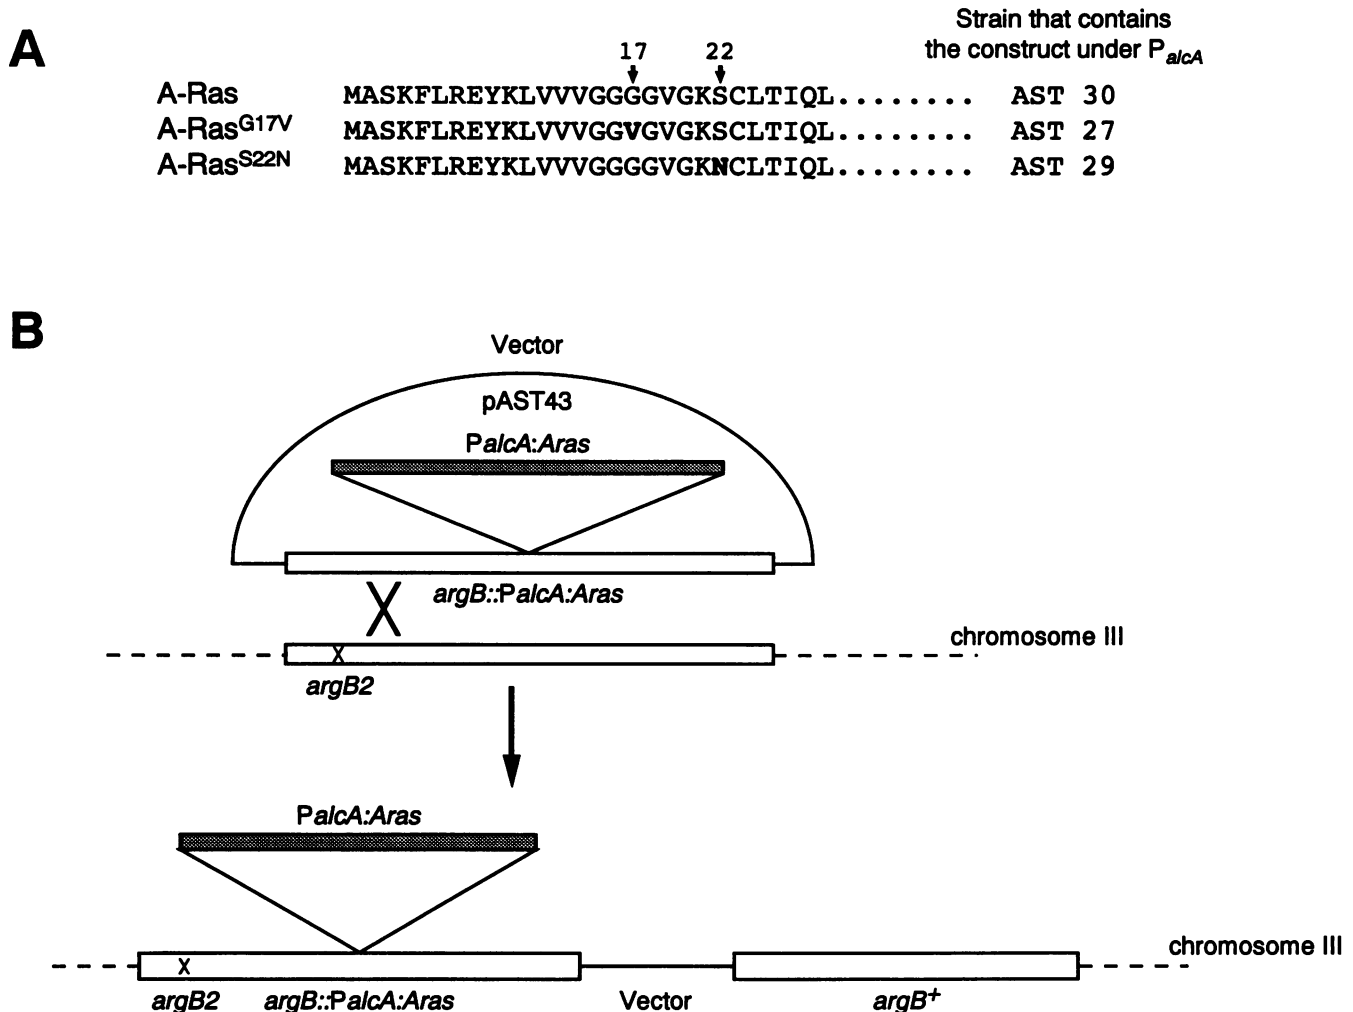 A
Strain that contains
the construct under PalcA
17 22
A-Ras MASKFLREYKLVVVGGGGVGKSCLTIQL........ AST 30
A-RasG17V MASKFLREYKLVVVGGVGVGKSCLTIQL........ AST 27
A-RasS22N MASKFLREYKLVVVGGGGVGKNCLTIQL........ AST 29
B
Vector
pAST43
PalcA:Aras
argB::PalcA:Aras
X
chromosome III
X
argB2
PalcA:Aras
chromosome III
X
argB2 argB::PalcA:Aras Vector argB+